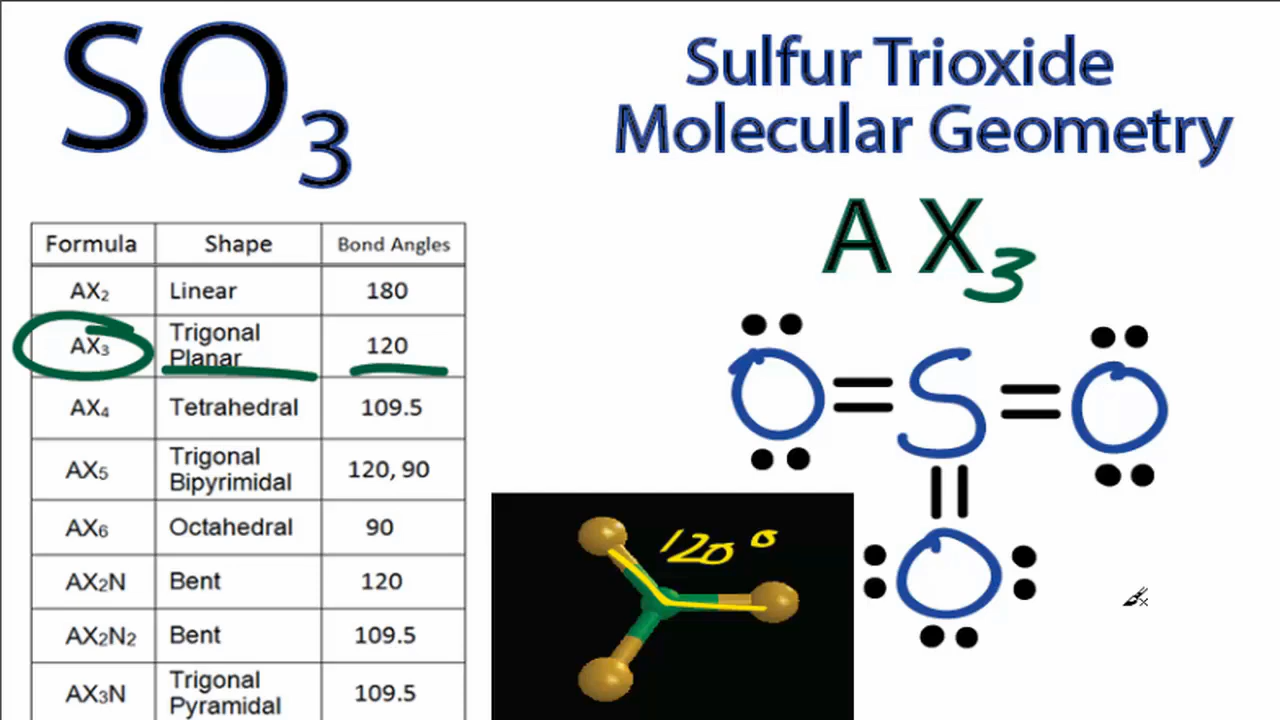 SO₃
Sulfur Trioxide
Molecular Geometry
AX₃
Formula Shape Bond Angles
AX₂ Linear 180
AX₃ Trigonal Planar 120
AX₄ Tetrahedral 109.5
AX₅ Trigonal Bipyrimidal 120, 90
AX₆ Octahedral 90
AX₂N Bent 120
AX₂N₂ Bent 109.5
AX₃N Trigonal Pyramidal 109.5
O S O
O
120°